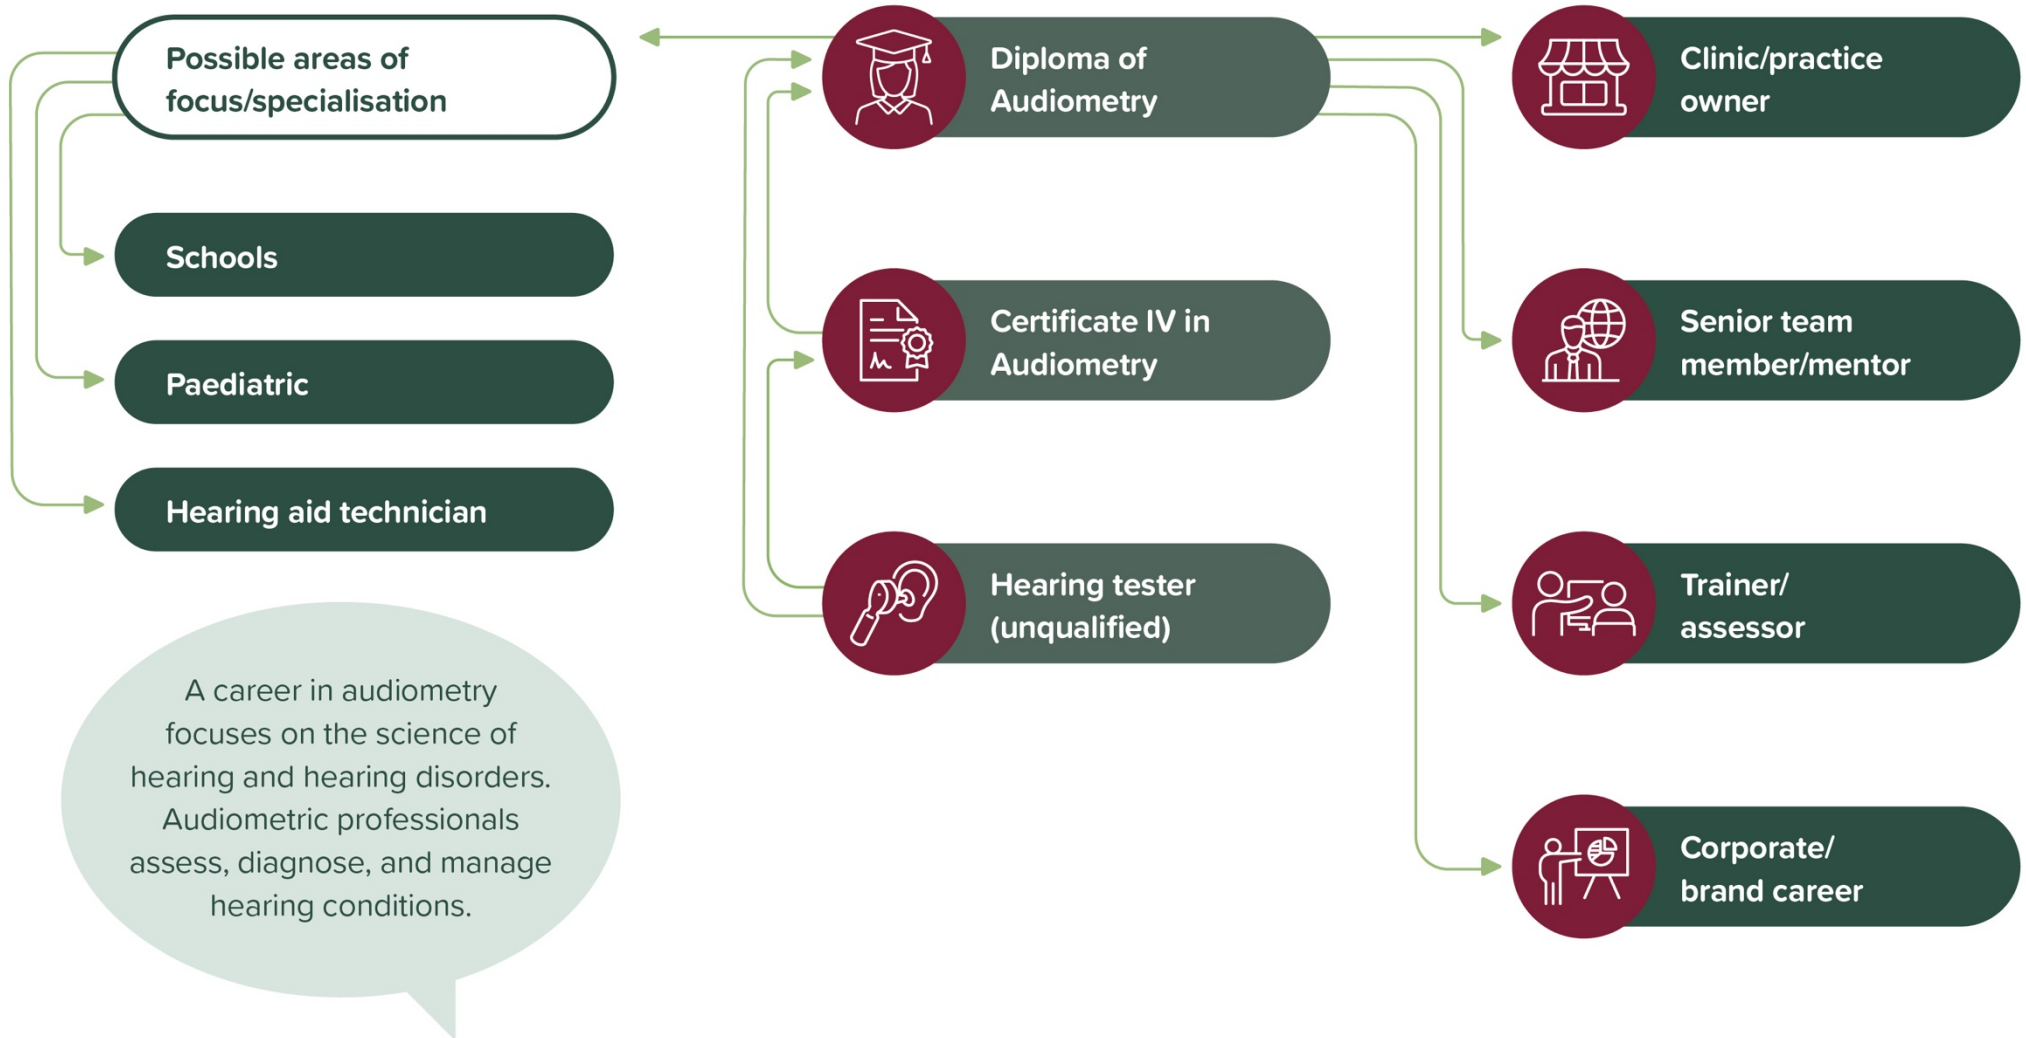 Possible areas of
focus/specialisation
Schools
Paediatric
Hearing aid technician
A career in audiometry
focuses on the science of
hearing and hearing disorders.
Audiometric professionals
assess, diagnose, and manage
hearing conditions.
Diploma of
Audiometry
Certificate IV in
Audiometry
Hearing tester
(unqualified)
Clinic/practice
owner
Senior team
member/mentor
Trainer/
assessor
Corporate/
brand career